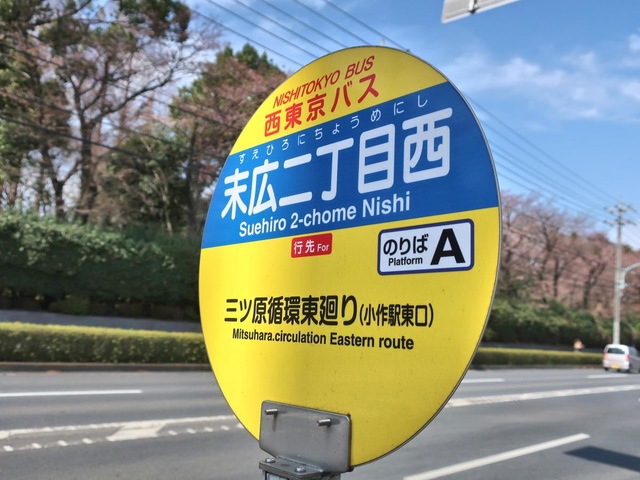 NISHITOKYO BUS
西東京バス
すえひろにちょうめにし
末広二丁目西
Suehiro 2-chome Nishi
行先 For
のりば
Platform
A
三ツ原循環東廻り(小作駅東口)
Mitsuhara.circulation Eastern route